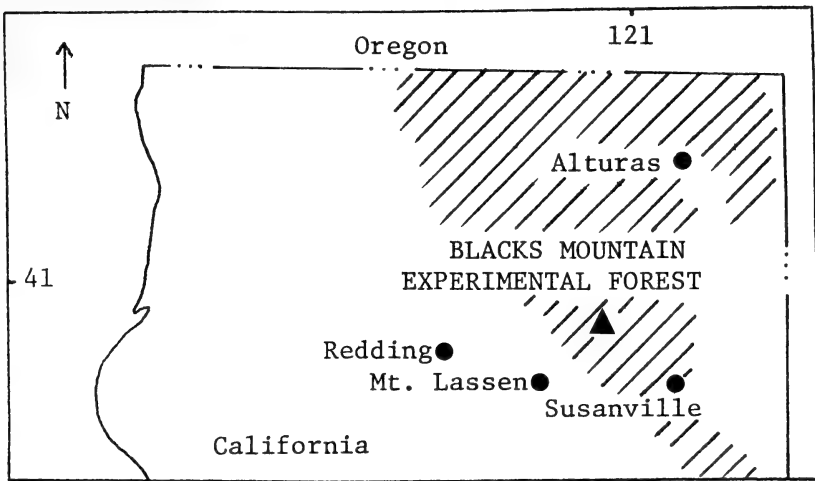 121
Oregon
N
Alturas
BLACKS MOUNTAIN
EXPERIMENTAL FOREST
41
Redding
Mt. Lassen
Susanville
California